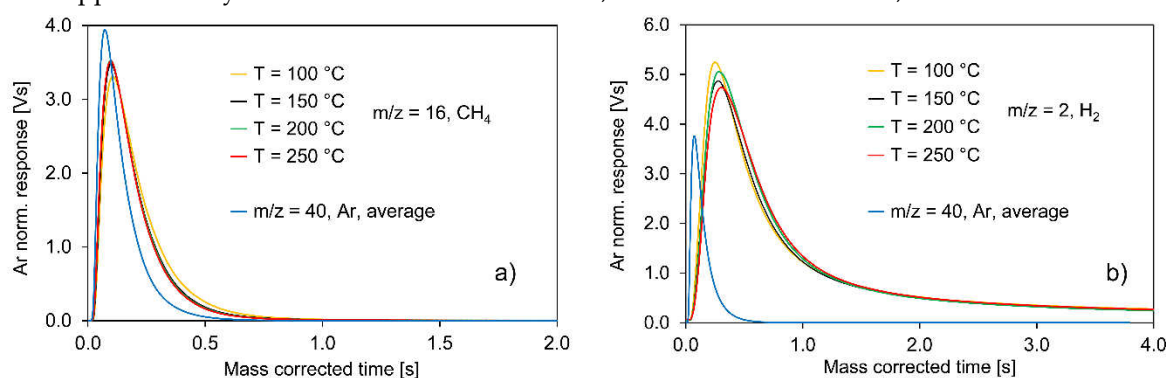 4.0
3.0
2.0
1.0
0.0
Ar norm. response [Vs]
T = 100 °C
T = 150 °C
T = 200 °C
T = 250 °C
m/z = 16, CH4
m/z = 40, Ar, average
a)
0.0 0.5 1.0 1.5 2.0
Mass corrected time [s]
6.0
5.0
4.0
3.0
2.0
1.0
0.0
Ar norm. response [Vs]
T = 100 °C
T = 150 °C
T = 200 °C
T = 250 °C
m/z = 2, H2
m/z = 40, Ar, average
b)
0.0 1.0 2.0 3.0 4.0
Mass corrected time [s]